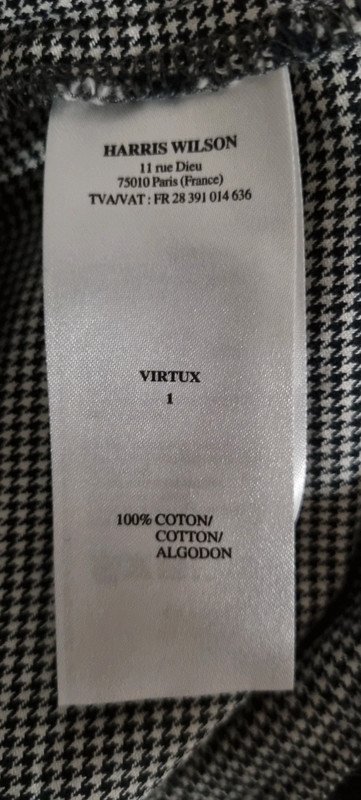 HARRIS WILSON
11 rue Dieu
75010 Paris (France)
TVA/VAT : FR 28 391 014 636
VIRTUX
1
100% COTON/
COTTON/
ALGODON